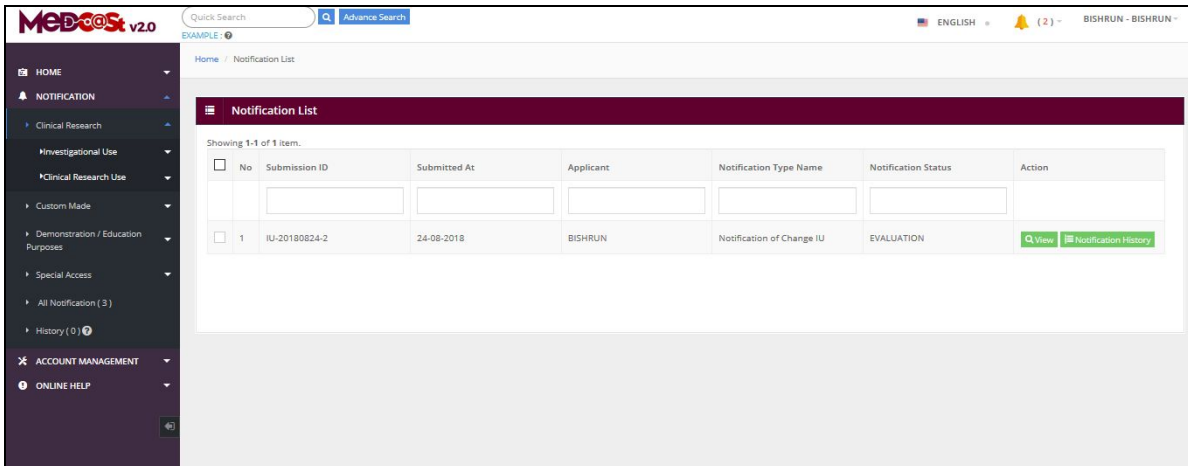 MeDC@St v2.0
Quick Search
Advance Search
ENGLISH
( 2 )
BISHRUN - BISHRUN
EXAMPLE :
Home / Notification List
HOME
NOTIFICATION
Clinical Research
Investigational Use
Clinical Research Use
Custom Made
Demonstration / Education
Purposes
Special Access
All Notification ( 3 )
History ( 0 )
ACCOUNT MANAGEMENT
ONLINE HELP
Notification List
Showing 1-1 of 1 item.
No Submission ID Submitted At Applicant Notification Type Name Notification Status Action
1 IU-20180824-2 24-08-2018 BISHRUN Notification of Change IU EVALUATION View Notification History